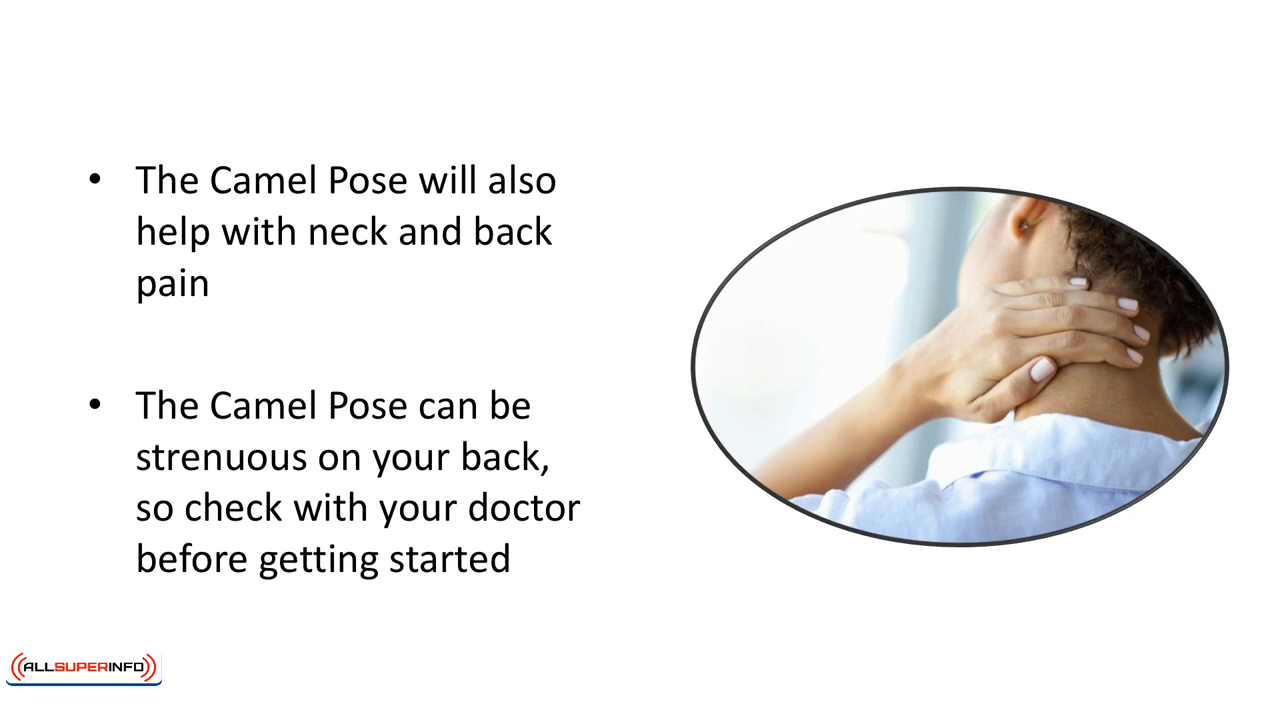 • The Camel Pose will also
help with neck and back
pain
• The Camel Pose can be
strenuous on your back,
so check with your doctor
before getting started
ALLSUPERINFO